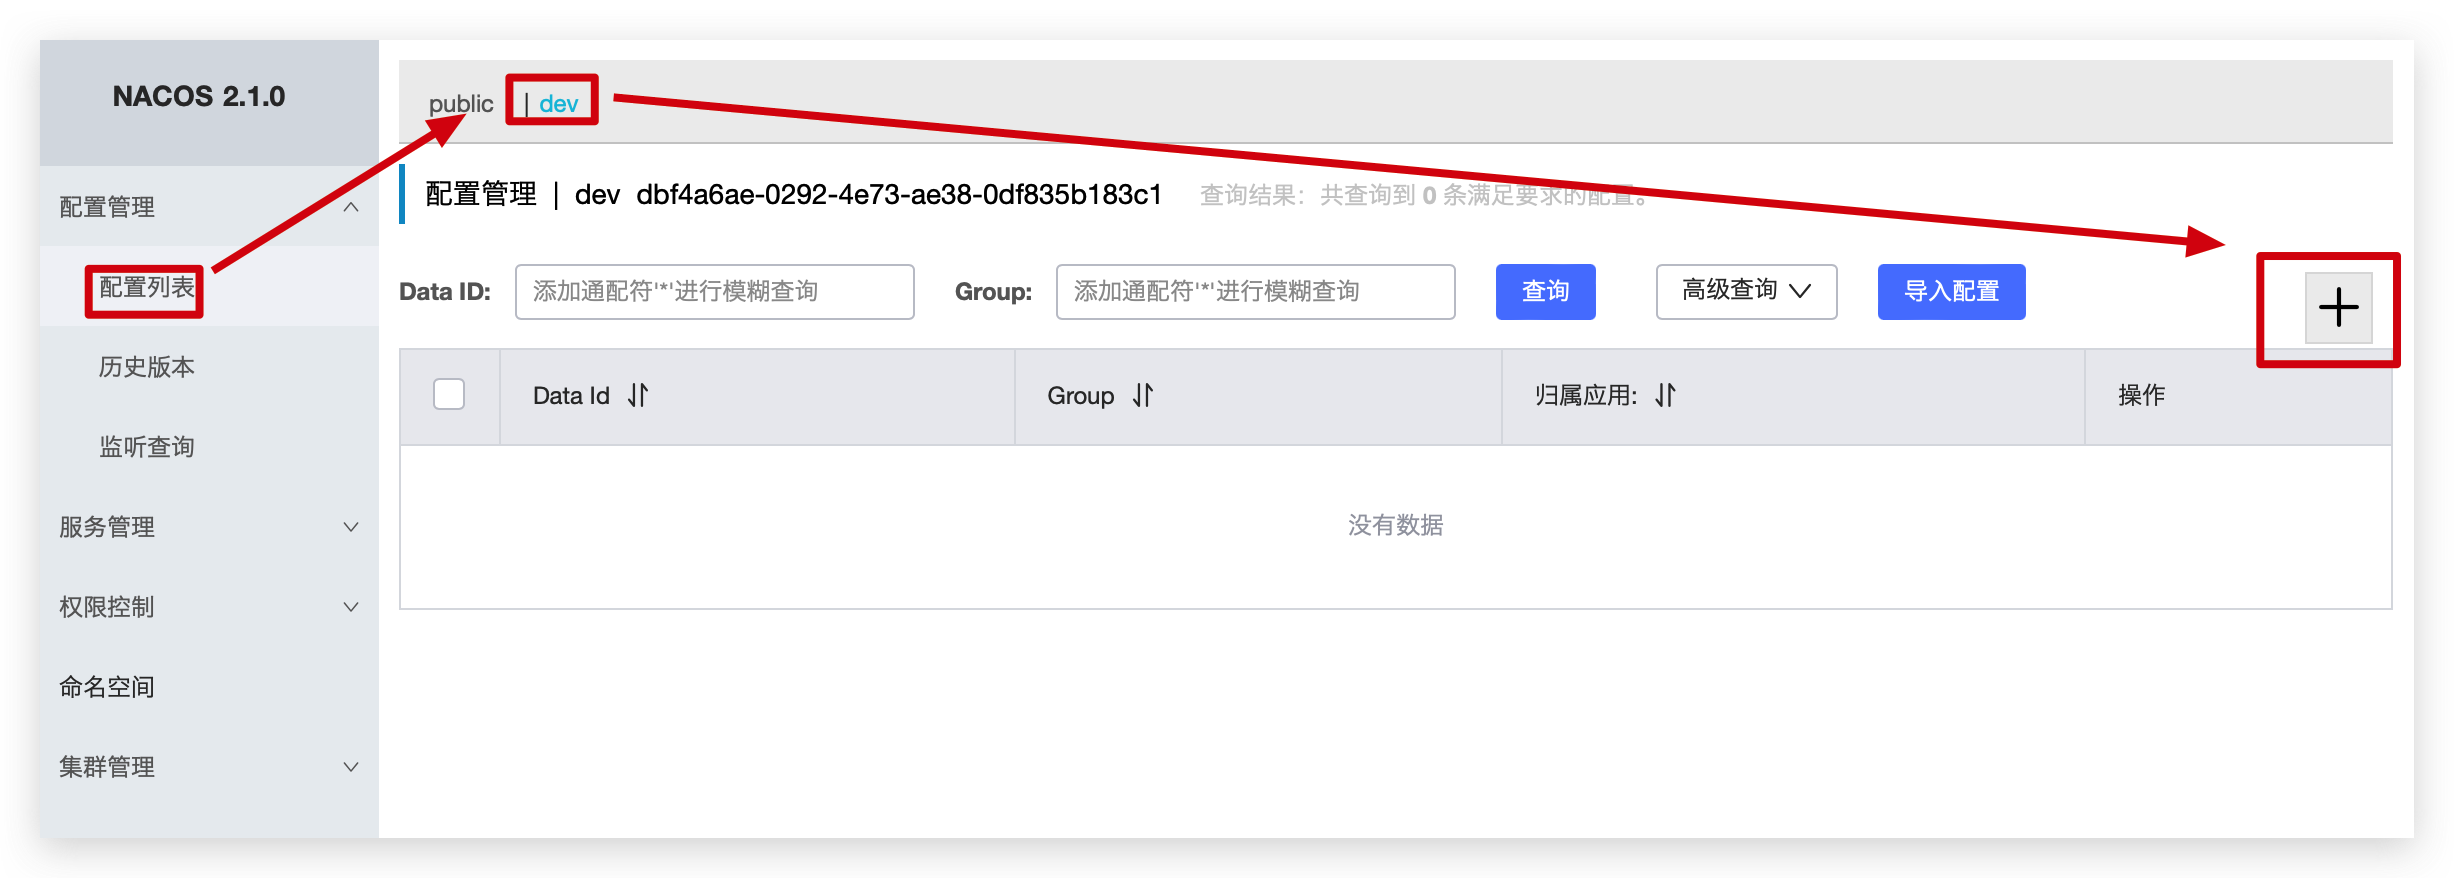 NACOS 2.1.0
public | dev
配置管理
配置管理 | dev dbf4a6ae-0292-4e73-ae38-0df835b183c1 查询结果：共查询到 0 条满足要求的配置。
配置列表
Data ID: 添加通配符'*'进行模糊查询 Group: 添加通配符'*'进行模糊查询 查询 高级查询 导入配置
历史版本
Data Id Group 归属应用: 操作
监听查询
服务管理
没有数据
权限控制
命名空间
集群管理